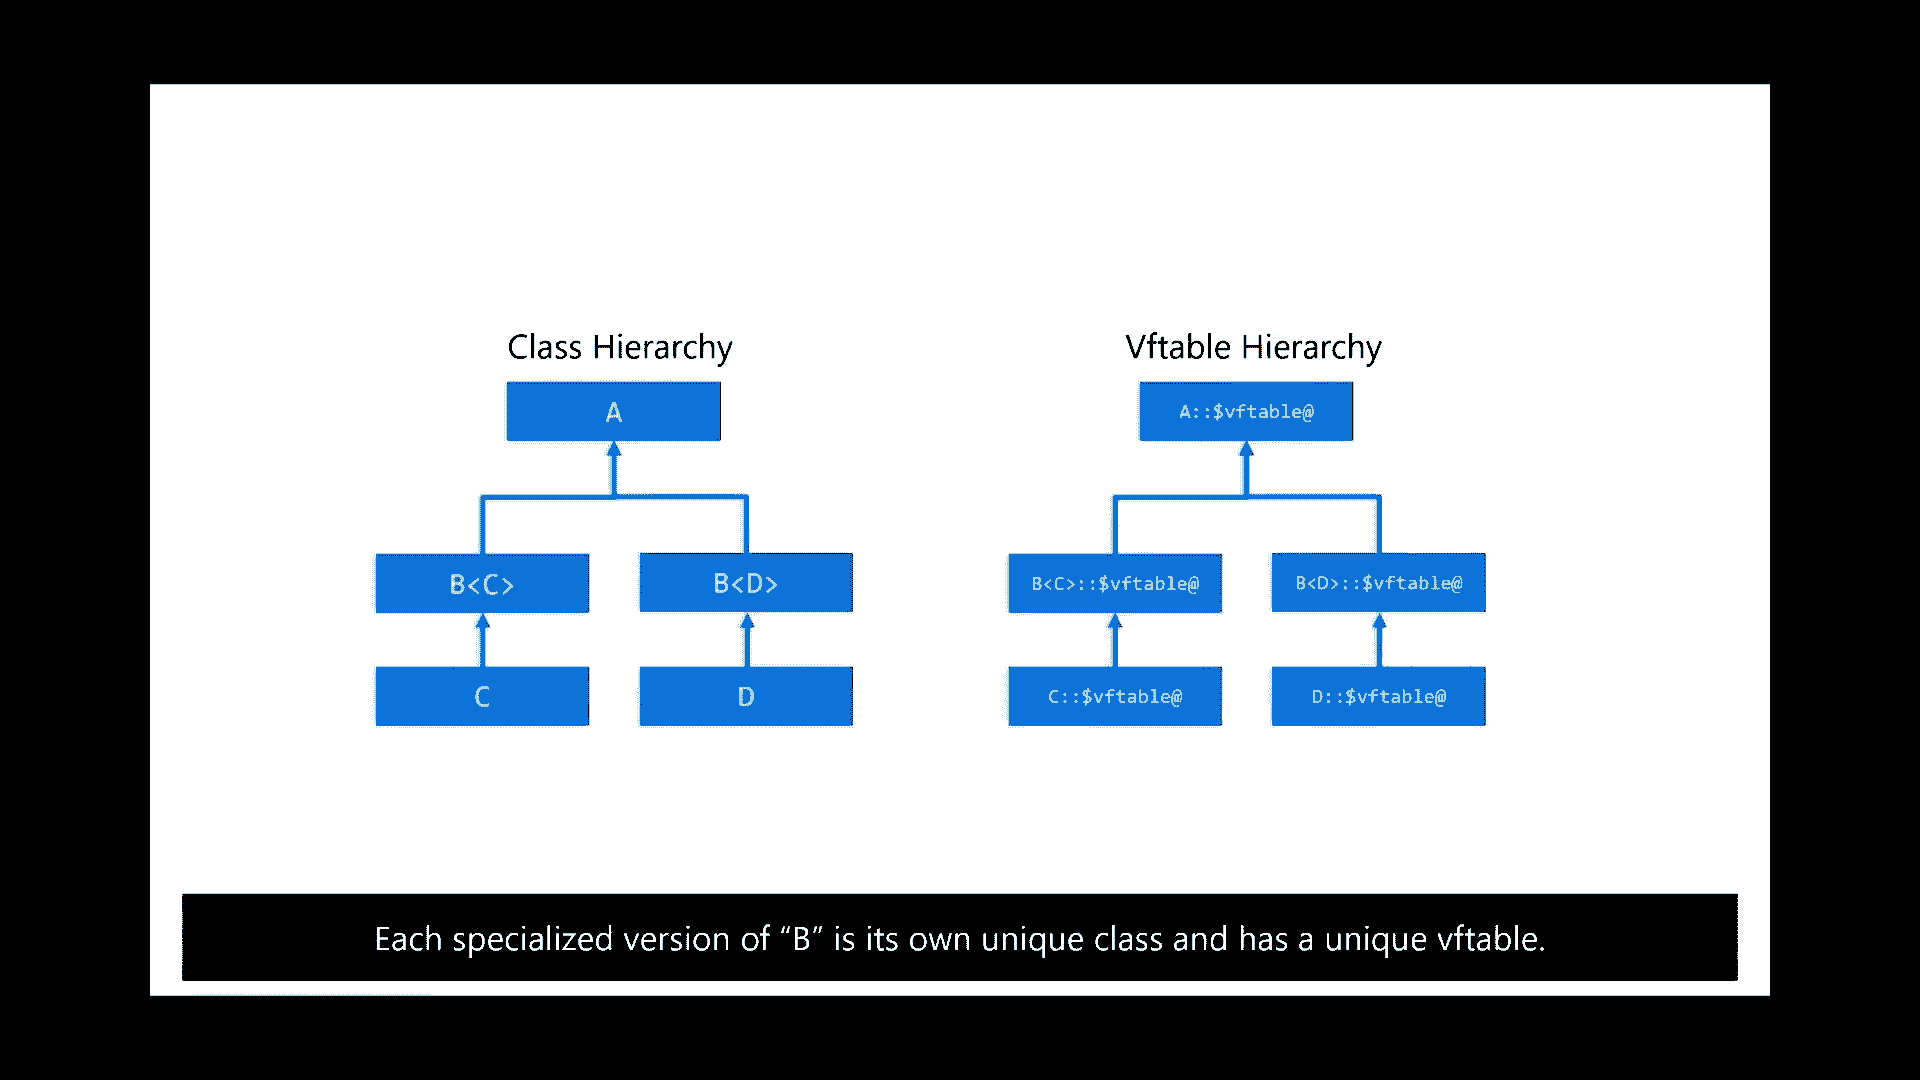 Class Hierarchy
A
B<C>
B<D>
C
D
Vftable Hierarchy
A::$vftable@
B<C>::$vftable@
B<D>::$vftable@
C::$vftable@
D::$vftable@
Each specialized version of “B” is its own unique class and has a unique vftable.